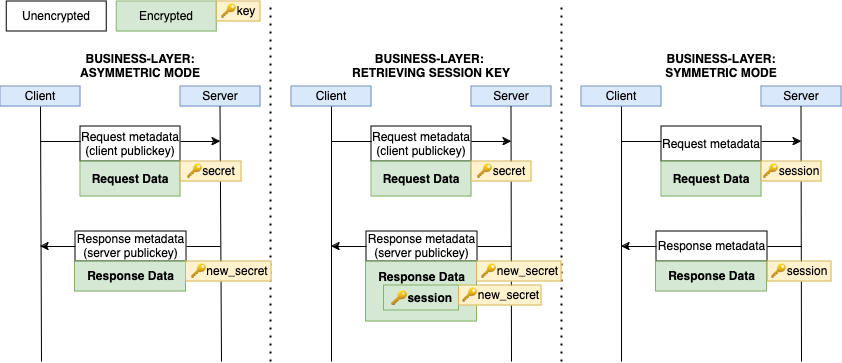 Unencrypted
Encrypted
key
BUSINESS-LAYER:
ASYMMETRIC MODE
Client
Server
Request metadata
(client publickey)
Request Data
secret
Response metadata
(server publickey)
Response Data
new_secret
BUSINESS-LAYER:
RETRIEVING SESSION KEY
Client
Server
Request metadata
(client publickey)
Request Data
secret
Response metadata
(server publickey)
Response Data
new_secret
session
new_secret
BUSINESS-LAYER:
SYMMETRIC MODE
Client
Server
Request metadata
Request Data
session
Response metadata
Response Data
session